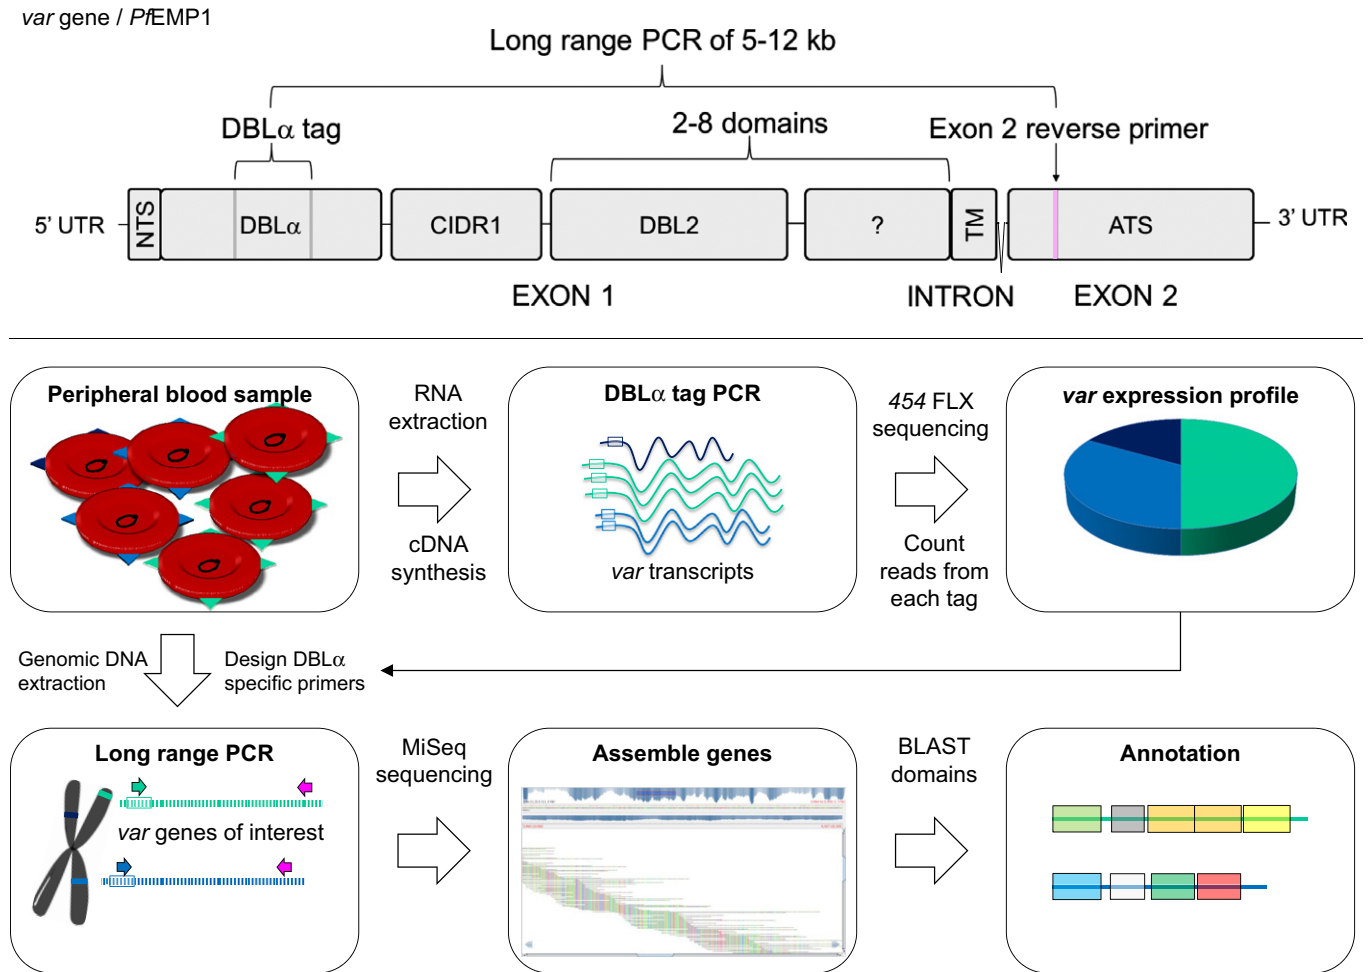 var gene / PfEMP1
Long range PCR of 5-12 kb
DBLα tag
2-8 domains
Exon 2 reverse primer
5’ UTR
NTS
DBLα
CIDR1
DBL2
?
TM
ATS
3’ UTR
EXON 1
INTRON
EXON 2
Peripheral blood sample
RNA
extraction
cDNA
synthesis
DBLα tag PCR
var transcripts
454 FLX
sequencing
Count
reads from
each tag
var expression profile
Genomic DNA
extraction
Design DBLα
specific primers
Long range PCR
var genes of interest
MiSeq
sequencing
Assemble genes
BLAST
domains
Annotation